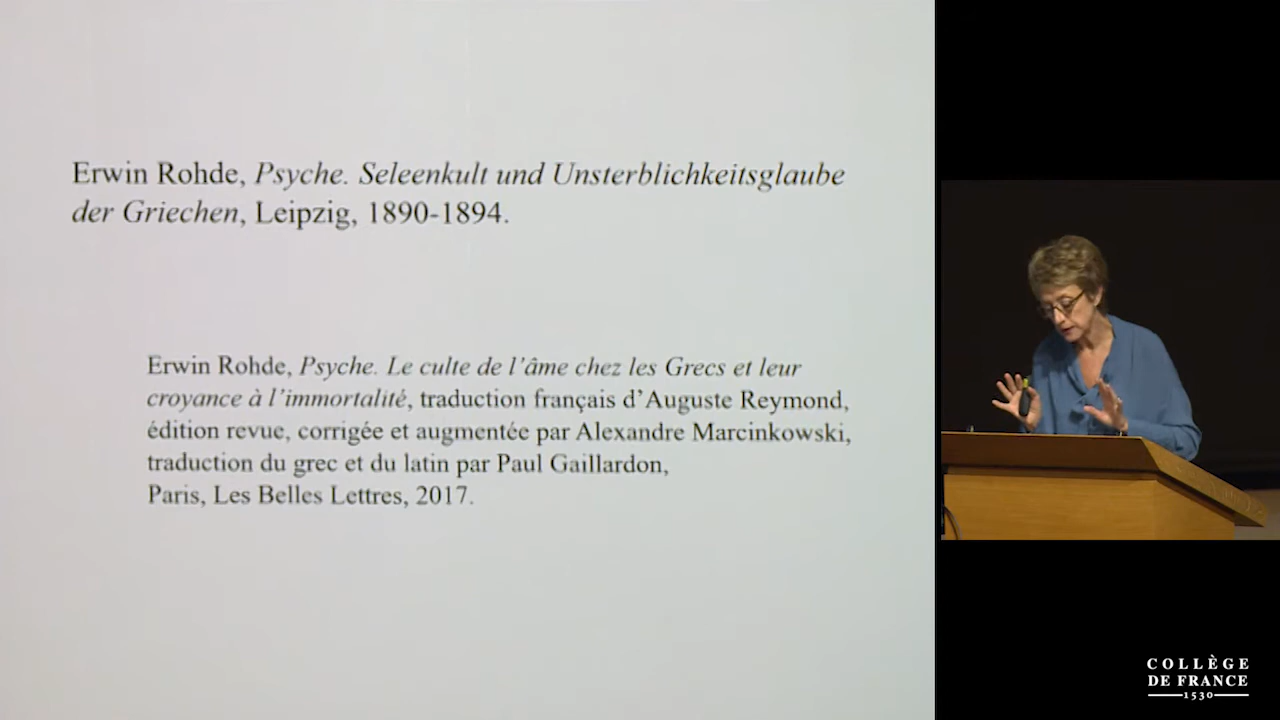 Erwin Rohde, Psyche. Seleenkult und Unsterblichkeitsglaube
der Griechen, Leipzig, 1890-1894.
Erwin Rohde, Psyche. Le culte de l’âme chez les Grecs et leur
croyance à l’immortalité, traduction français d’Auguste Reymond,
édition revue, corrigée et augmentée par Alexandre Marcinkowski,
traduction du grec et du latin par Paul Gaillardon,
Paris, Les Belles Lettres, 2017.
COLLÈGE
DE FRANCE
1530